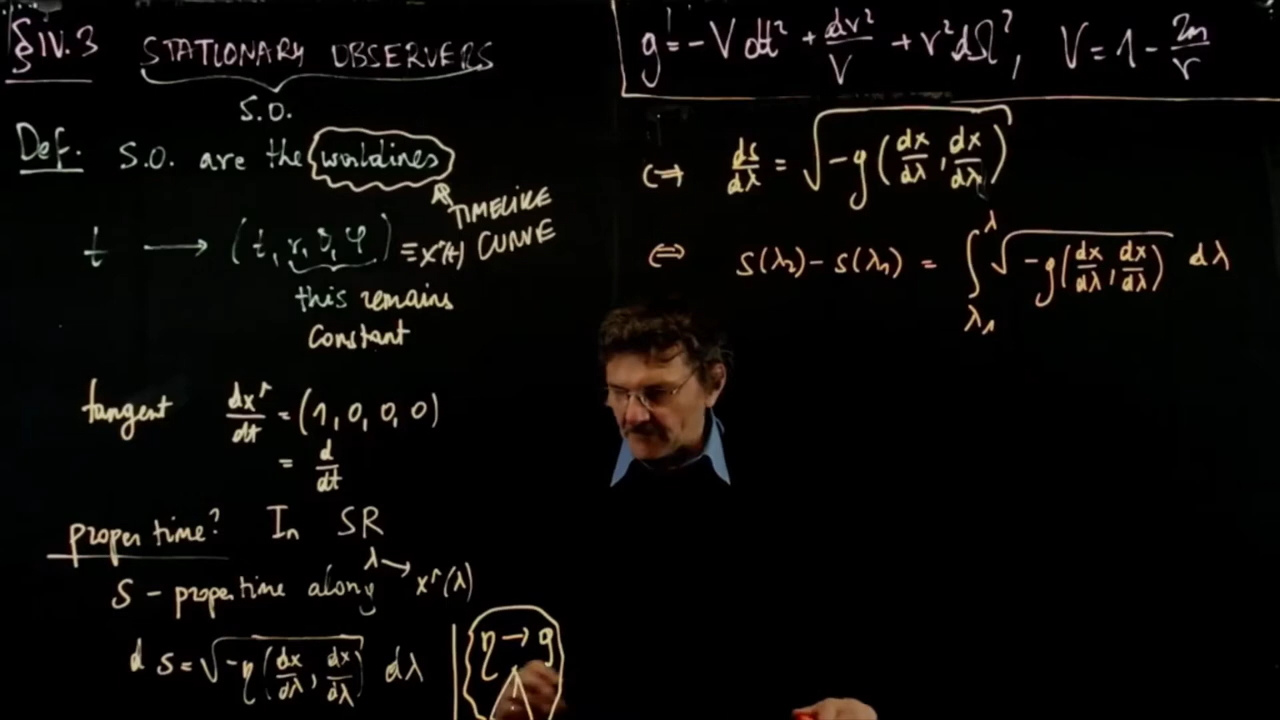 §IV.3 STATIONARY OBSERVERS
S.O.
Def. S.O. are the worldlines
TIMELIKE
CURVE
t → (t, r, θ, φ) ≡ x^μ(t)
this remains
constant
tangent dx^μ/dt = (1, 0, 0, 0)
= d/dt
proper time? In SR
S - proper time along λ → x^μ(λ)
ds = √(-η(dx/dλ, dx/dλ)) dλ
η → g
g = -V dt² + dr²/V + r² dΩ², V = 1 - 2m/r
⇔ ds/dλ = √(-g(dx/dλ, dx/dλ))
⇔ s(λ₂) - s(λ₁) = ∫_{λ₁}^{λ} √(-g(dx/dλ, dx/dλ)) dλ